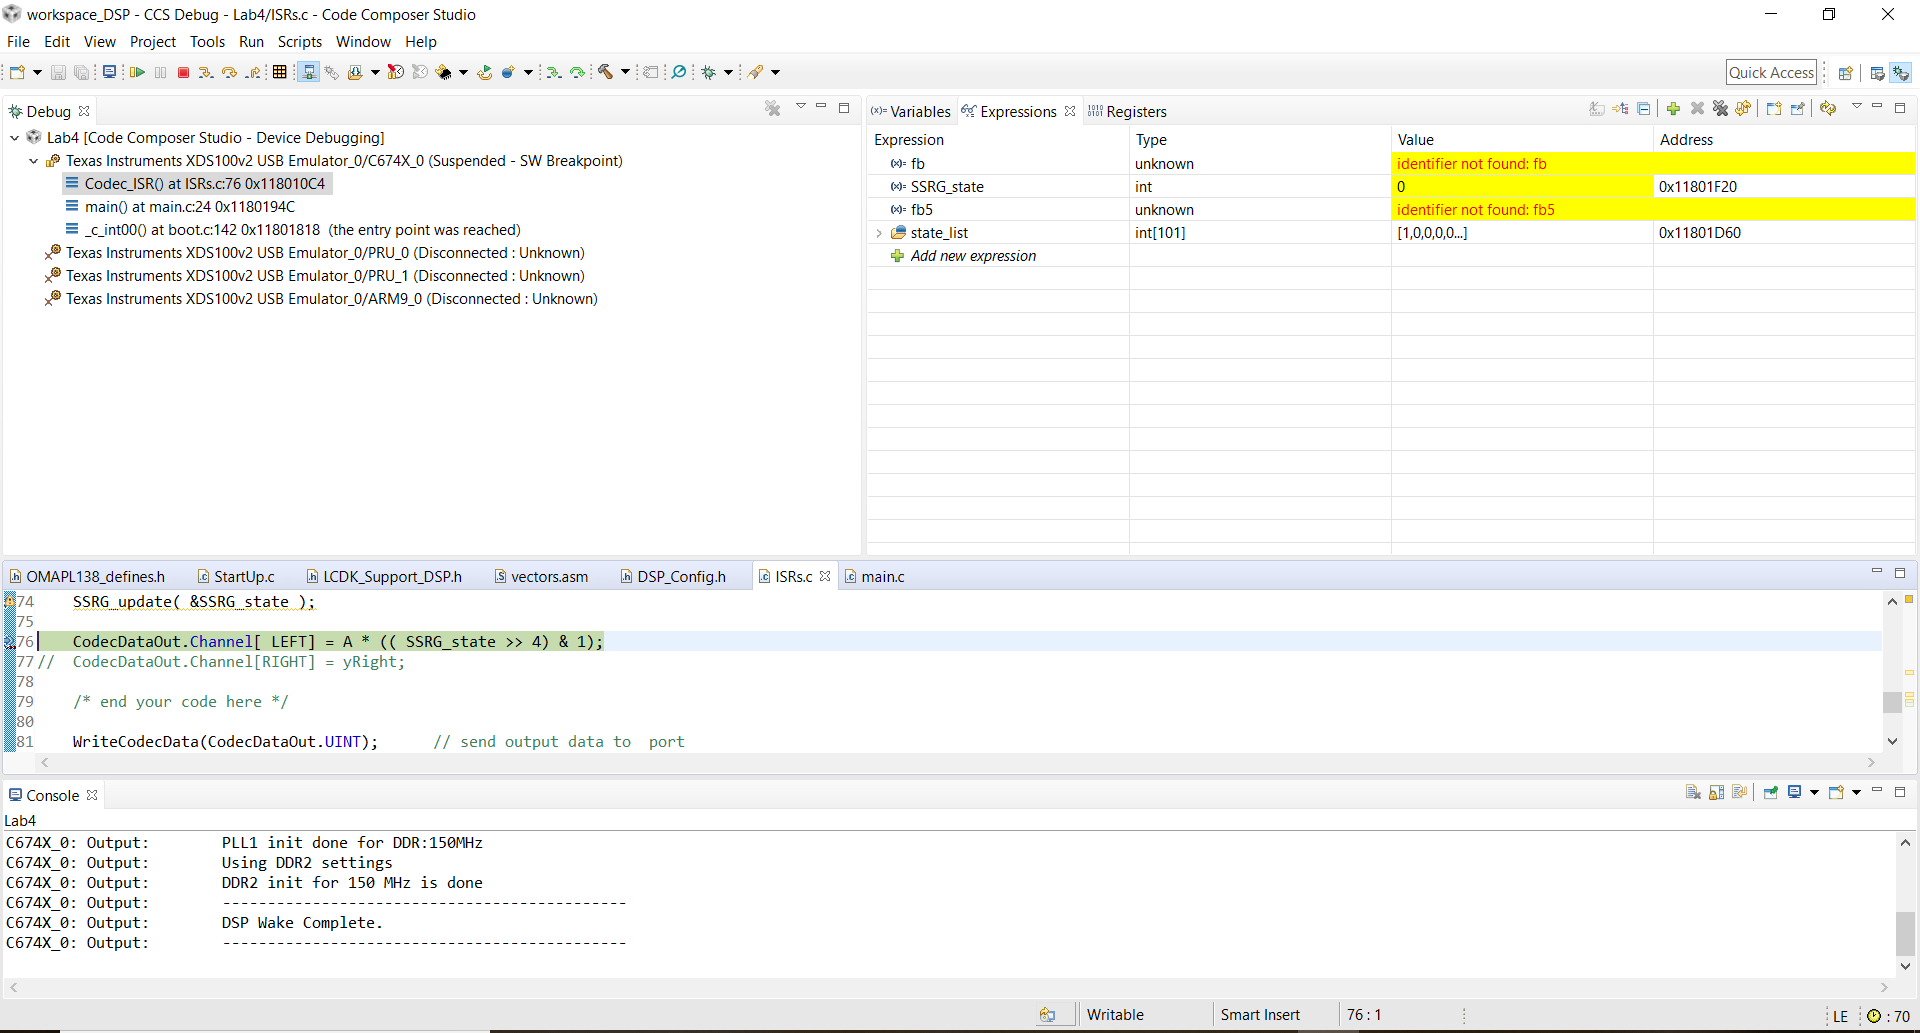 workspace_DSP - CCS Debug - Lab4/ISRs.c - Code Composer Studio
File Edit View Project Tools Run Scripts Window Help
Quick Access
Debug
Lab4 [Code Composer Studio - Device Debugging]
Texas Instruments XDS100v2 USB Emulator_0/C674X_0 (Suspended - SW Breakpoint)
Codec_ISR() at ISRs.c:76 0x118010C4
main() at main.c:24 0x1180194C
_c_int00() at boot.c:142 0x11801818 (the entry point was reached)
Texas Instruments XDS100v2 USB Emulator_0/PRU_0 (Disconnected : Unknown)
Texas Instruments XDS100v2 USB Emulator_0/PRU_1 (Disconnected : Unknown)
Texas Instruments XDS100v2 USB Emulator_0/ARM9_0 (Disconnected : Unknown)
(x)= Variables Expressions Registers
Expression Type Value Address
(x)= fb unknown identifier not found: fb
(x)= SSRG_state int 0 0x11801F20
(x)= fb5 unknown identifier not found: fb5
state_list int[101] [1,0,0,0,0...] 0x11801D60
Add new expression
OMAPL138_defines.h StartUp.c LCDK_Support_DSP.h vectors.asm DSP_Config.h ISRs.c main.c
74 SSRG_update( &SSRG_state );
75
76 CodecDataOut.Channel[ LEFT] = A * (( SSRG_state >> 4) & 1);
77 // CodecDataOut.Channel[RIGHT] = yRight;
78
79 /* end your code here */
80
81 WriteCodecData(CodecDataOut.UINT); // send output data to port
Console
Lab4
C674X_0: Output: PLL1 init done for DDR:150MHz
C674X_0: Output: Using DDR2 settings
C674X_0: Output: DDR2 init for 150 MHz is done
C674X_0: Output: ---------------------------------------------
C674X_0: Output: DSP Wake Complete.
C674X_0: Output: ---------------------------------------------
Writable Smart Insert 76 : 1 LE : 70